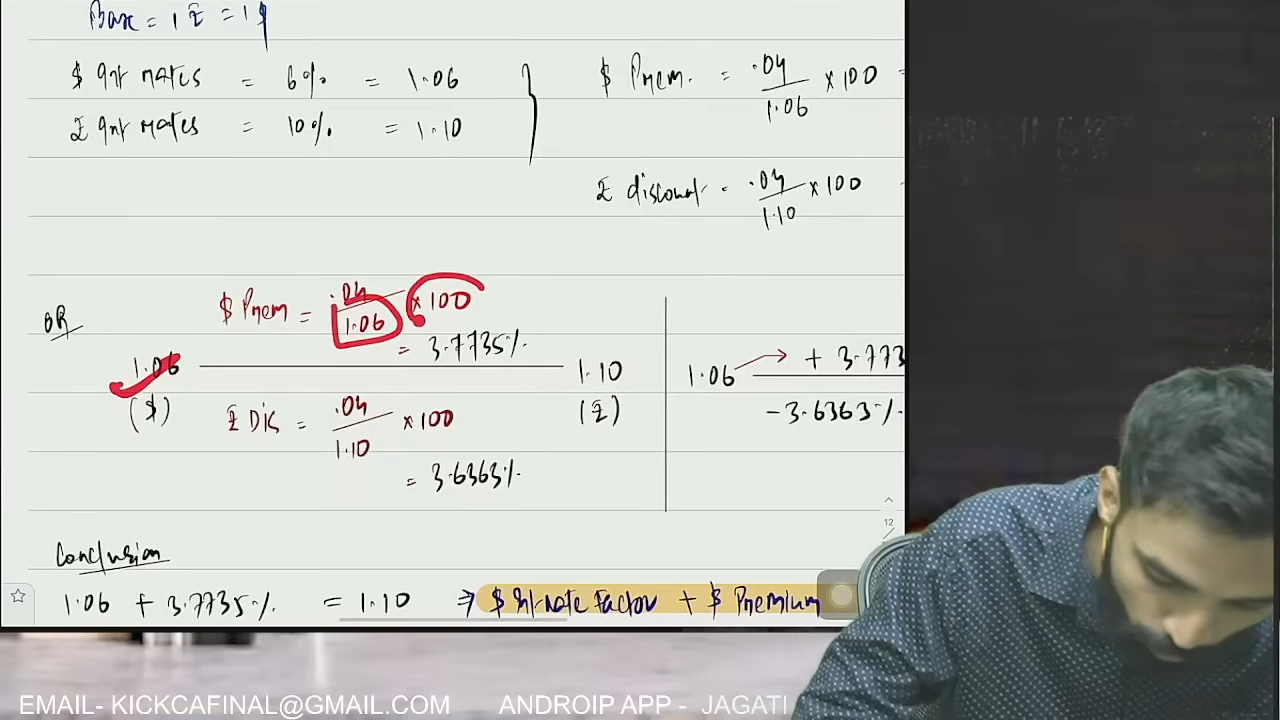 Base = 1 £ = 1 $
$ Int rates = 6% = 1.06
£ Int rates = 10% = 1.10
$ Prem. = .04/1.06 × 100 =
£ discount = .04/1.10 × 100
OR
$ Prem = .04/1.06 × 100
= 3.7735%
1.06 ($)
1.10 (£)
£ Dis = .04/1.10 × 100
= 3.6363%
1.06 → + 3.773
-3.6363%
12
Conclusion
1.06 + 3.7735% = 1.10 ⇒ $ Int rate Factor + $ Premium
EMAIL- KICKCAFINAL@GMAIL.COM ANDROIP APP - JAGATI